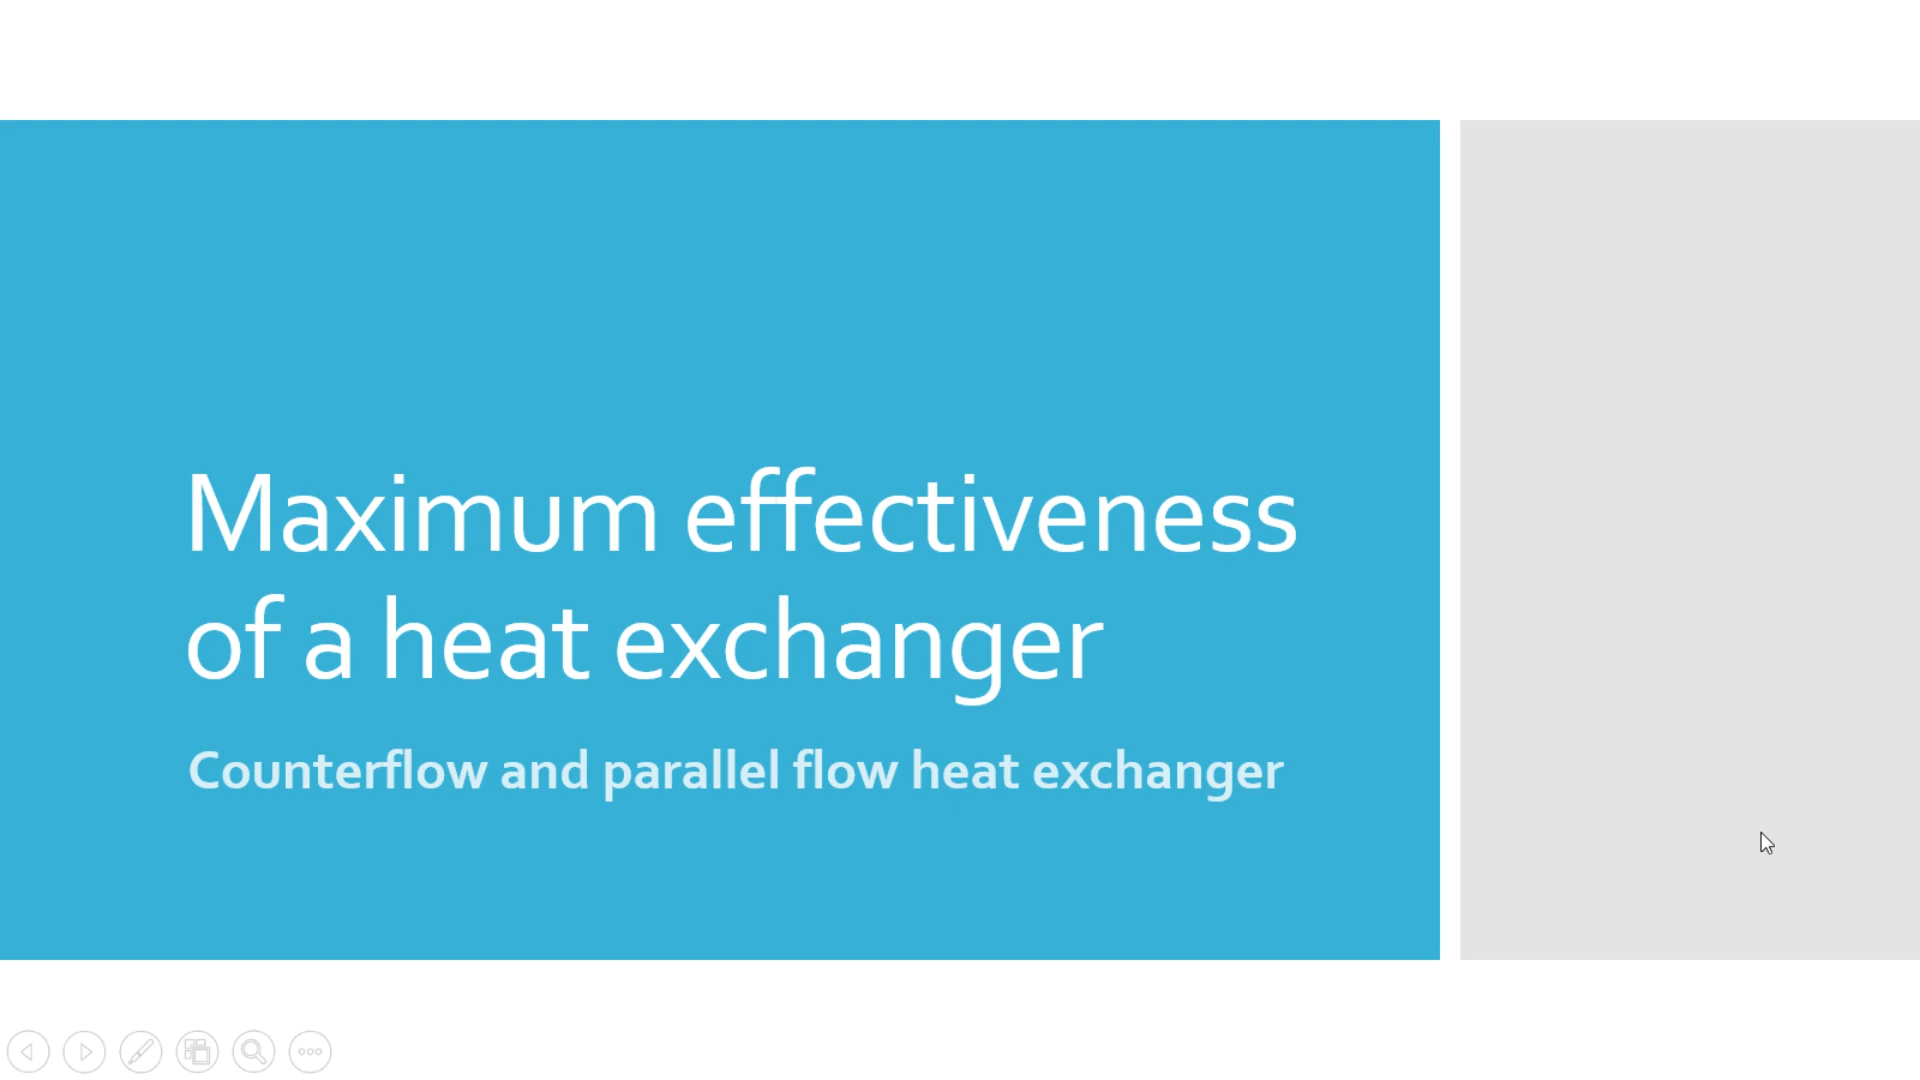 Maximum effectiveness
of a heat exchanger
Counterflow and parallel flow heat exchanger